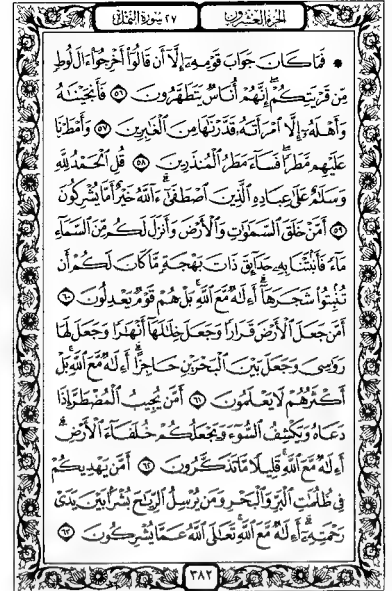 الجزء العشرون ٢٧ سورة النمل
۞ فَمَا كَانَ جَوَابَ قَوْمِهِۦٓ إِلَّآ أَن قَالُوٓا۟ أَخْرِجُوٓا۟ ءَالَ لُوطٍ
مِّن قَرْيَتِكُمْ ۖ إِنَّهُمْ أُنَاسٌ يَتَطَهَّرُونَ ٥٦ فَأَنجَيْنَٰهُ
وَأَهْلَهُۥٓ إِلَّا ٱمْرَأَتَهُۥ قَدَّرْنَٰهَا مِنَ ٱلْغَٰبِرِينَ ٥٧ وَأَمْطَرْنَا
عَلَيْهِم مَّطَرًا ۖ فَسَآءَ مَطَرُ ٱلْمُنذَرِينَ ٥٨ قُلِ ٱلْحَمْدُ لِلَّهِ
وَسَلَٰمٌ عَلَىٰ عِبَادِهِ ٱلَّذِينَ ٱصْطَفَىٰٓ ۗ ءَآللَّهُ خَيْرٌ أَمَّا يُشْرِكُونَ
٥٩ أَمَّنْ خَلَقَ ٱلسَّمَٰوَٰتِ وَٱلْأَرْضَ وَأَنزَلَ لَكُم مِّنَ ٱلسَّمَآءِ
مَآءً فَأَنۢبَتْنَا بِهِۦ حَدَآئِقَ ذَاتَ بَهْجَةٍ مَّا كَانَ لَكُمْ أَن
تُنۢبِتُوا۟ شَجَرَهَآ ۗ أَءِلَٰهٌ مَّعَ ٱللَّهِ ۚ بَلْ هُمْ قَوْمٌ يَعْدِلُونَ ٦٠
أَمَّن جَعَلَ ٱلْأَرْضَ قَرَارًا وَجَعَلَ خِلَٰلَهَآ أَنْهَٰرًا وَجَعَلَ لَهَا
رَوَٰسِىَ وَجَعَلَ بَيْنَ ٱلْبَحْرَيْنِ حَاجِزًا ۗ أَءِلَٰهٌ مَّعَ ٱللَّهِ ۚ بَلْ
أَكْثَرُهُمْ لَا يَعْلَمُونَ ٦١ أَمَّن يُجِيبُ ٱلْمُضْطَرَّ إِذَا
دَعَاهُ وَيَكْشِفُ ٱلسُّوٓءَ وَيَجْعَلُكُمْ خُلَفَآءَ ٱلْأَرْضِ ۗ
أَءِلَٰهٌ مَّعَ ٱللَّهِ ۚ قَلِيلًا مَّا تَذَكَّرُونَ ٦٢ أَمَّن يَهْدِيكُمْ
فِى ظُلُمَٰتِ ٱلْبَرِّ وَٱلْبَحْرِ وَمَن يُرْسِلُ ٱلرِّيَٰحَ بُشْرًۢا بَيْنَ يَدَىْ
رَحْمَتِهِۦٓ ۗ أَءِلَٰهٌ مَّعَ ٱللَّهِ ۚ تَعَٰلَى ٱللَّهُ عَمَّا يُشْرِكُونَ ٦٣
٣٨٢